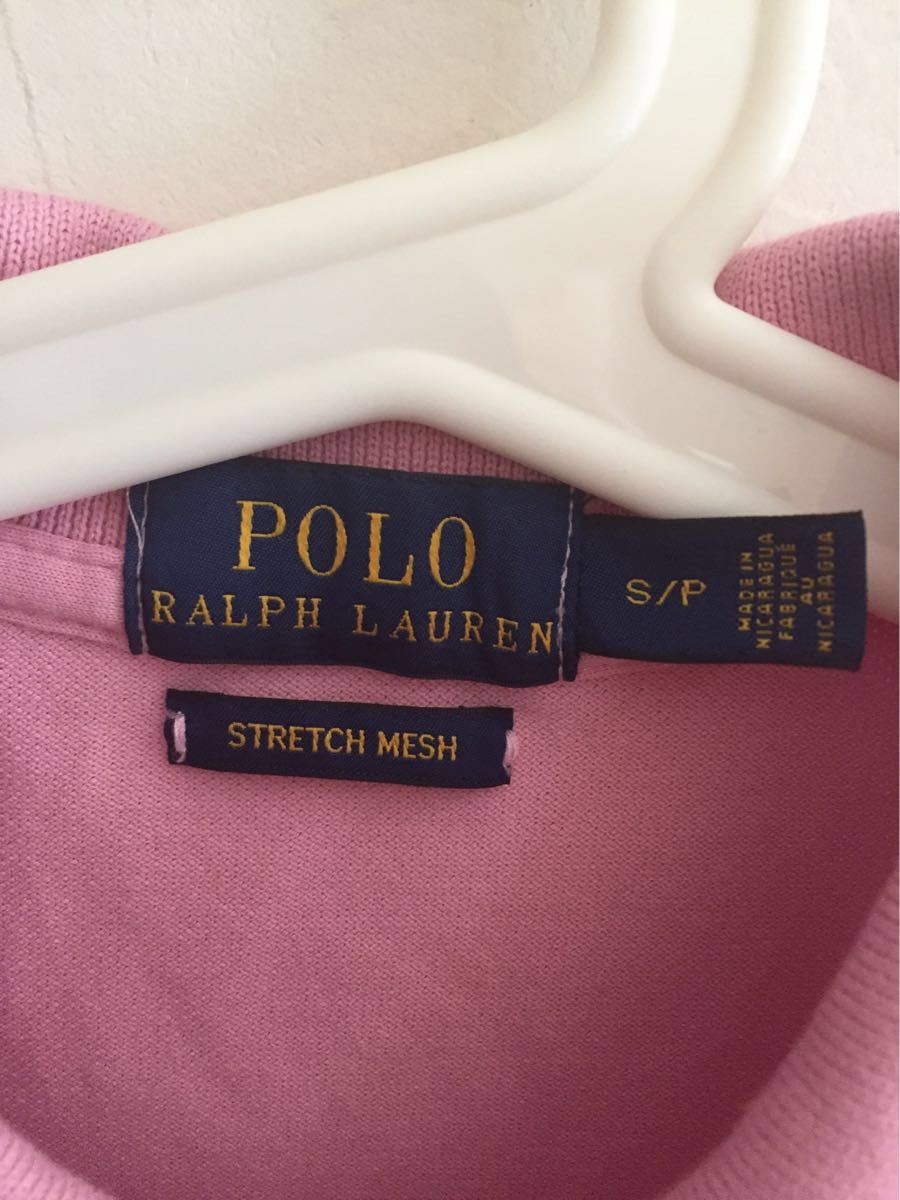 POLO
RALPH LAUREN
S/P
MADE IN
NICARAGUA
FABRIQUÉ
AU
NICARAGUA
STRETCH MESH